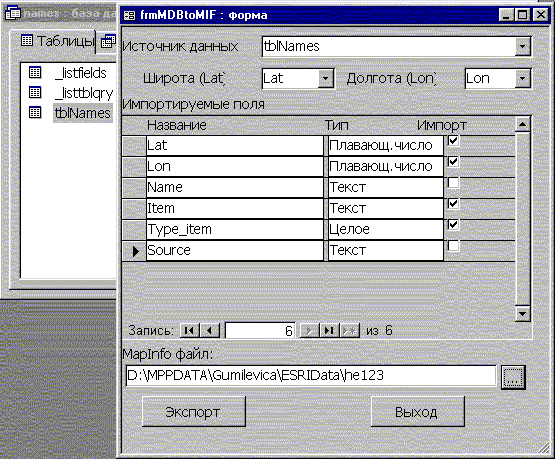 names : база да
Таблицы
_listfields
_listtblqry
tblNames
frmMDBtoMIF : форма
Источник данных tblNames
Широта (Lat) Lat Долгота (Lon) Lon
Импортируемые поля
Название Тип Импорт
Lat Плавающ.число
Lon Плавающ.число
Name Текст
Item Текст
Type_item Целое
Source Текст
Запись: 6 из 6
MapInfo файл:
D:\MPPDATA\Gumilevica\ESRIData\he123
...
Экспорт Выход